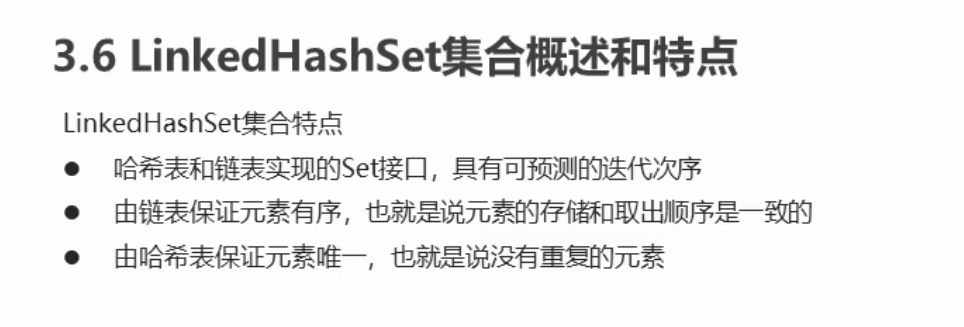 3.6 LinkedHashSet集合概述和特点
LinkedHashSet集合特点
● 哈希表和链表实现的Set接口，具有可预测的迭代次序
● 由链表保证元素有序，也就是说元素的存储和取出顺序是一致的
● 由哈希表保证元素唯一，也就是说没有重复的元素